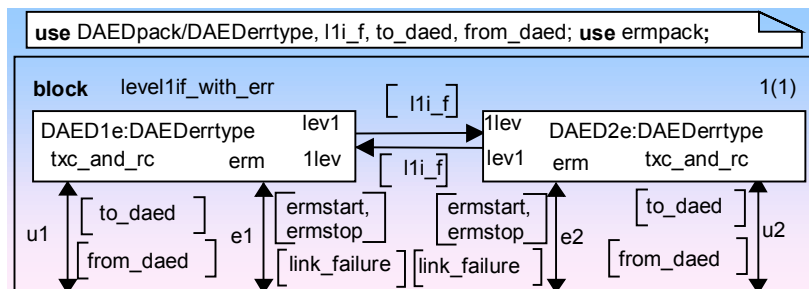 use DAEDpack/DAEDerrtype, l1i_f, to_daed, from_daed; use ermpack;
block level1if_with_err
1(1)
[ l1i_f ]
DAED1e:DAEDerrtype
lev1
txc_and_rc
erm
1lev
1lev
DAED2e:DAEDerrtype
lev1
erm
txc_and_rc
[ l1i_f ]
u1
[ to_daed ]
[ from_daed ]
e1
[ ermstart,
ermstop ]
[ link_failure ]
[ ermstart,
ermstop ]
[ link_failure ]
e2
[ to_daed ]
[ from_daed ]
u2